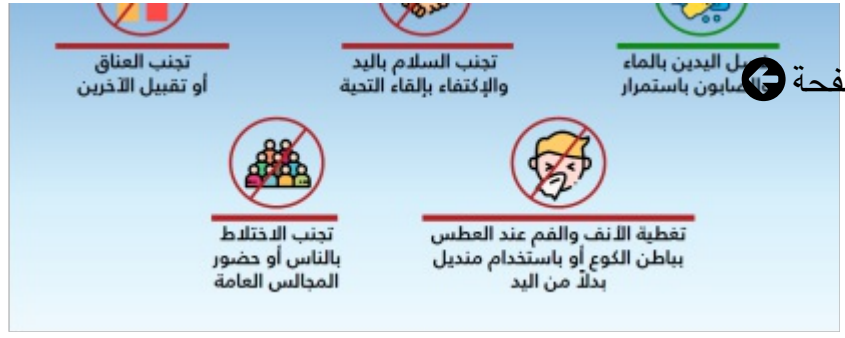 اليدين بالماء
باستمرار
تجنب السلام باليد
والإكتفاء بإلقاء التحية
تجنب العناق
أو تقبيل الآخرين
تغطية الأنف والفم عند العطس
بباطن الكوع أو باستخدام منديل
بدلاً من اليد
تجنب الاختلاط
بالناس أو حضور
المجالس العامة